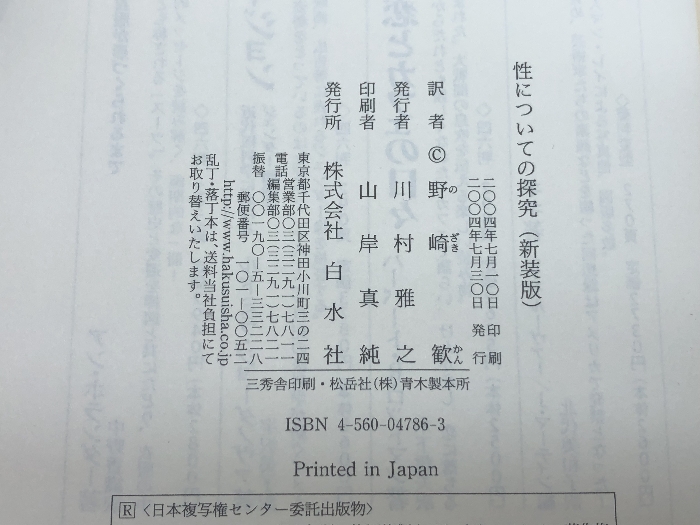 性についての探究（新装版）
二〇〇四年七月一〇日 印刷
二〇〇四年七月三〇日 発行
訳者 © 野崎歓
の ざき かん
発行者 川村雅之
印刷者 山岸真純
発行所 株式会社白水社
東京都千代田区神田小川町三の二四
電話 営業部〇三（三二九一）七八一一
編集部〇三（三二九一）七八二一
振替 〇〇一九〇―五―三三二二八
郵便番号 一〇一―〇〇五二
http://www.hakusuisha.co.jp
乱丁・落丁本は、送料当社負担にて
お取り替えいたします。
三秀舎印刷・松岳社(株)青木製本所
ISBN 4-560-04786-3
Printed in Japan
R〈日本複写権センター委託出版物〉